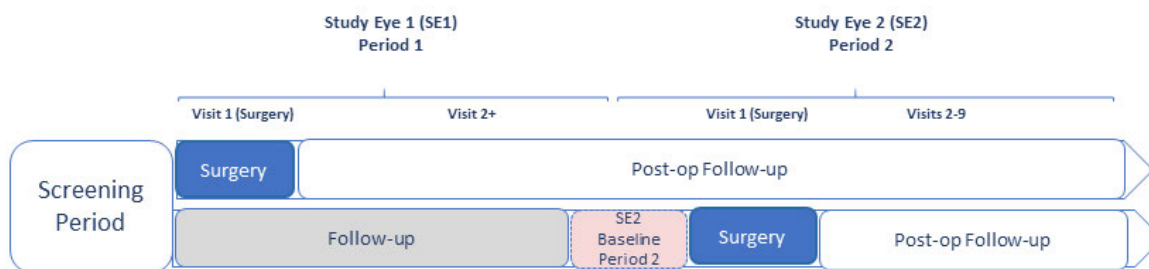 Study Eye 1 (SE1)
Period 1
Study Eye 2 (SE2)
Period 2
Visit 1 (Surgery)
Visit 2+
Visit 1 (Surgery)
Visits 2-9
Screening
Period
Surgery
Post-op Follow-up
Follow-up
SE2
Baseline
Period 2
Surgery
Post-op Follow-up